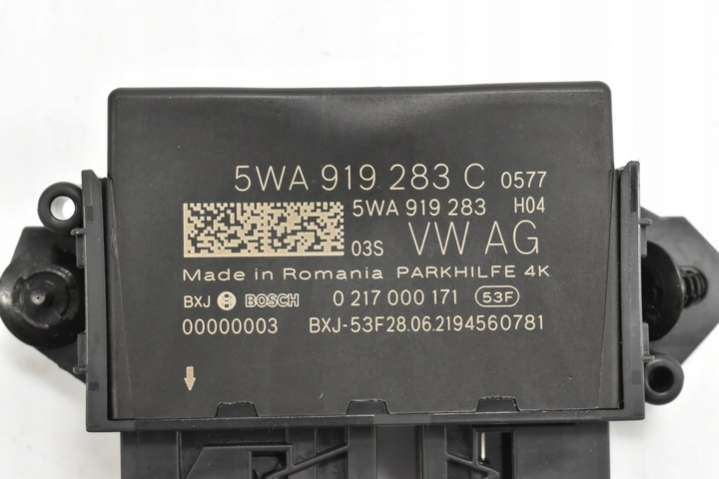 5WA 919 283 C 0577
5WA 919 283 H04
03S VW AG
Made in Romania PARKHILFE 4K
BXJ BOSCH 0 217 000 171 53F
00000003 BXJ-53F28.06.2194560781